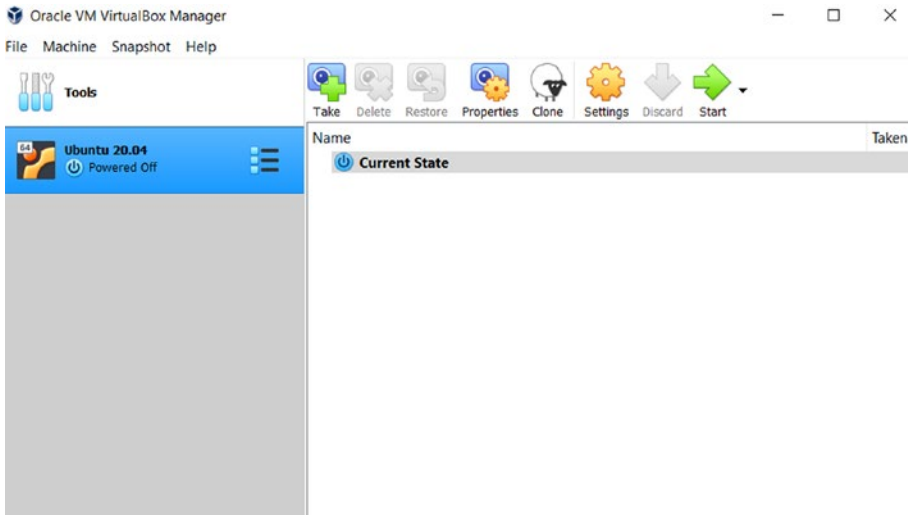 Oracle VM VirtualBox Manager
File Machine Snapshot Help
Tools
Take Delete Restore Properties Clone Settings Discard Start
64
Ubuntu 20.04
Powered Off
Name Taken
Current State